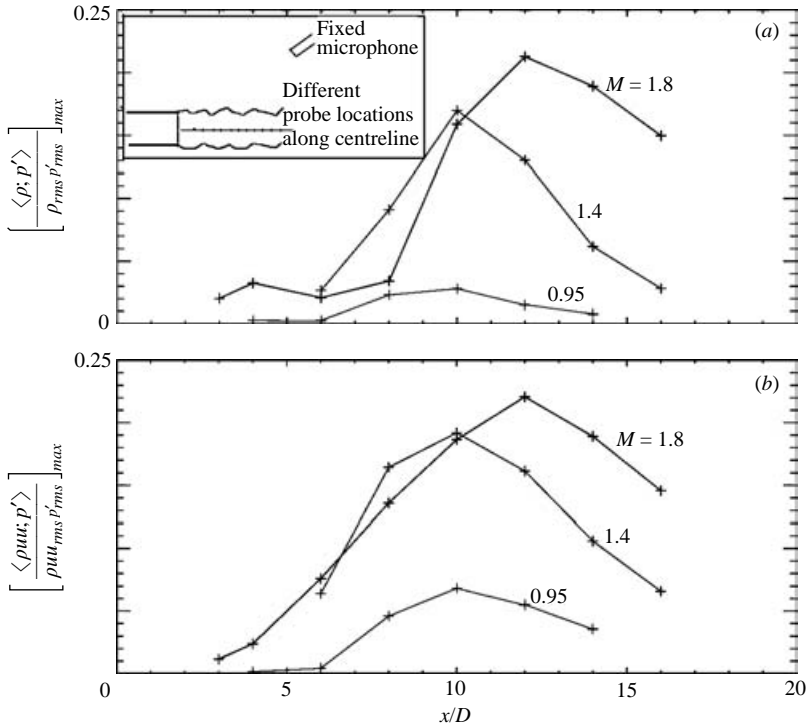 0.25
(a)
Fixed
microphone
Different
probe locations
along centreline
M = 1.8
1.4
0.95
[⟨ρ; p′⟩ / ρrms p′rms]max
0
0.25
(b)
M = 1.8
1.4
0.95
[⟨ρuu; p′⟩ / ρuurms p′rms]max
0 5 10 15 20
x/D